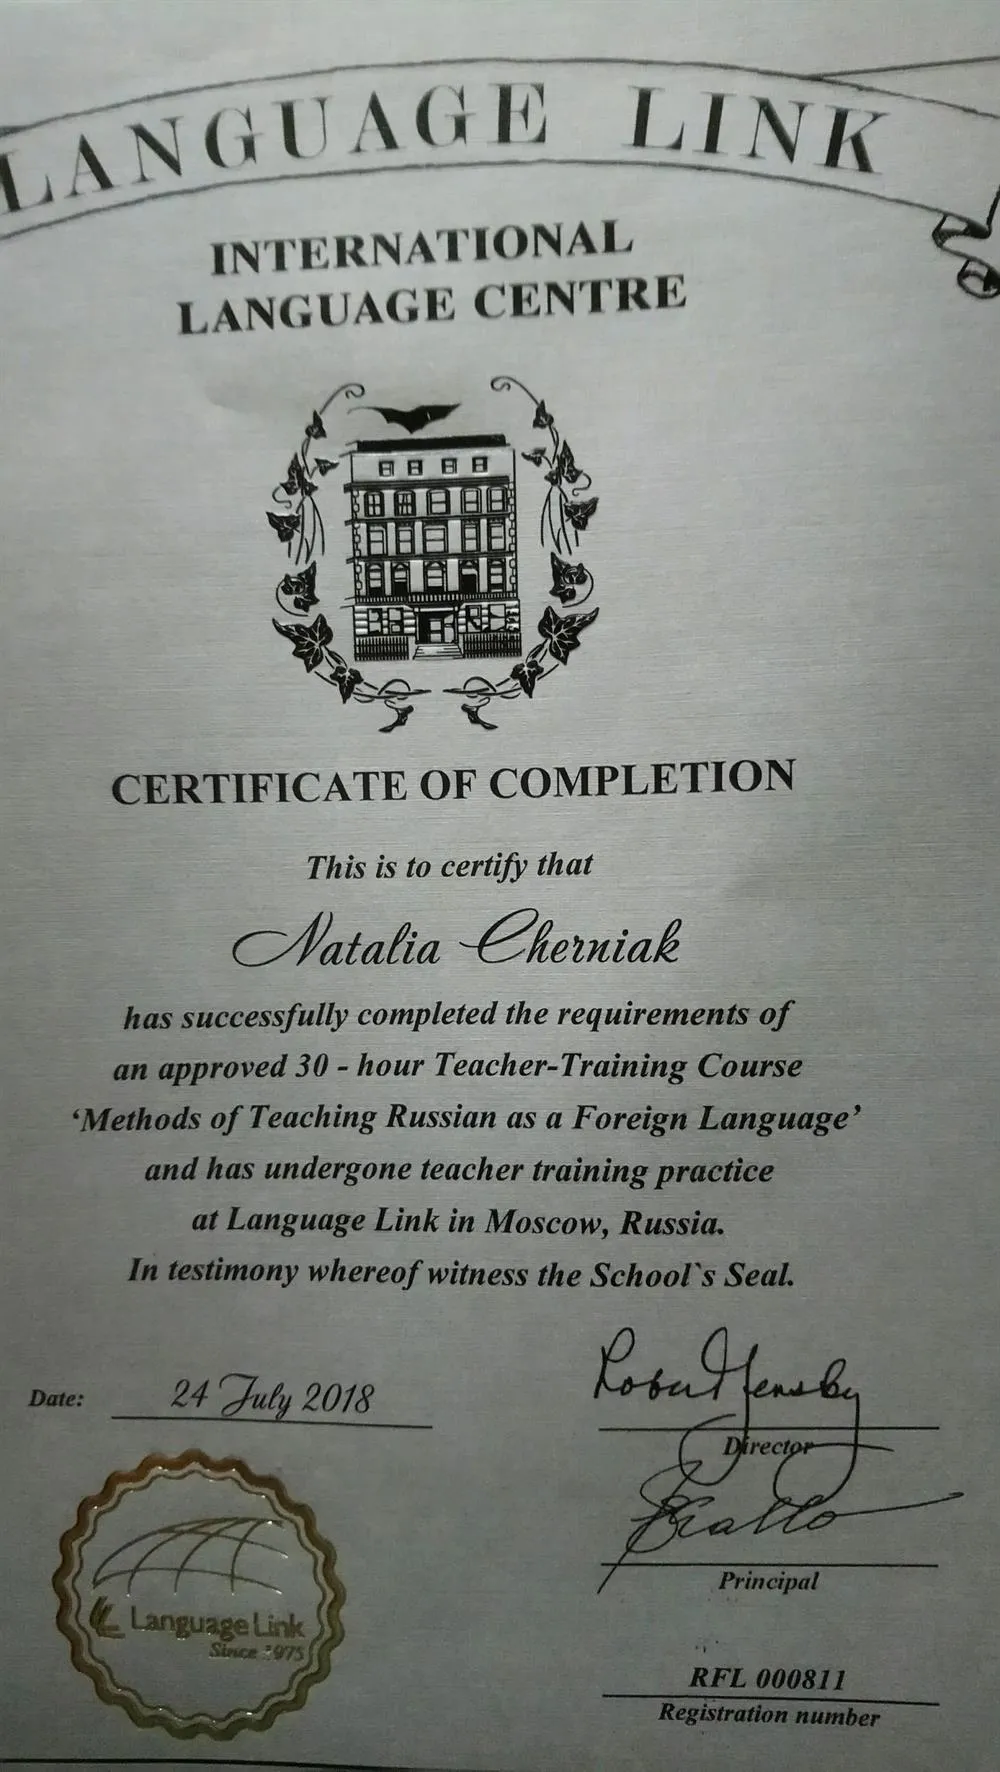 LANGUAGE LINK
INTERNATIONAL
LANGUAGE CENTRE
CERTIFICATE OF COMPLETION
This is to certify that
Natalia Cherniak
has successfully completed the requirements of
an approved 30 - hour Teacher-Training Course
‘Methods of Teaching Russian as a Foreign Language’
and has undergone teacher training practice
at Language Link in Moscow, Russia.
In testimony whereof witness the School`s Seal.
Date: 24 July 2018
Director
Principal
Language Link
Since 1975
RFL 000811
Registration number